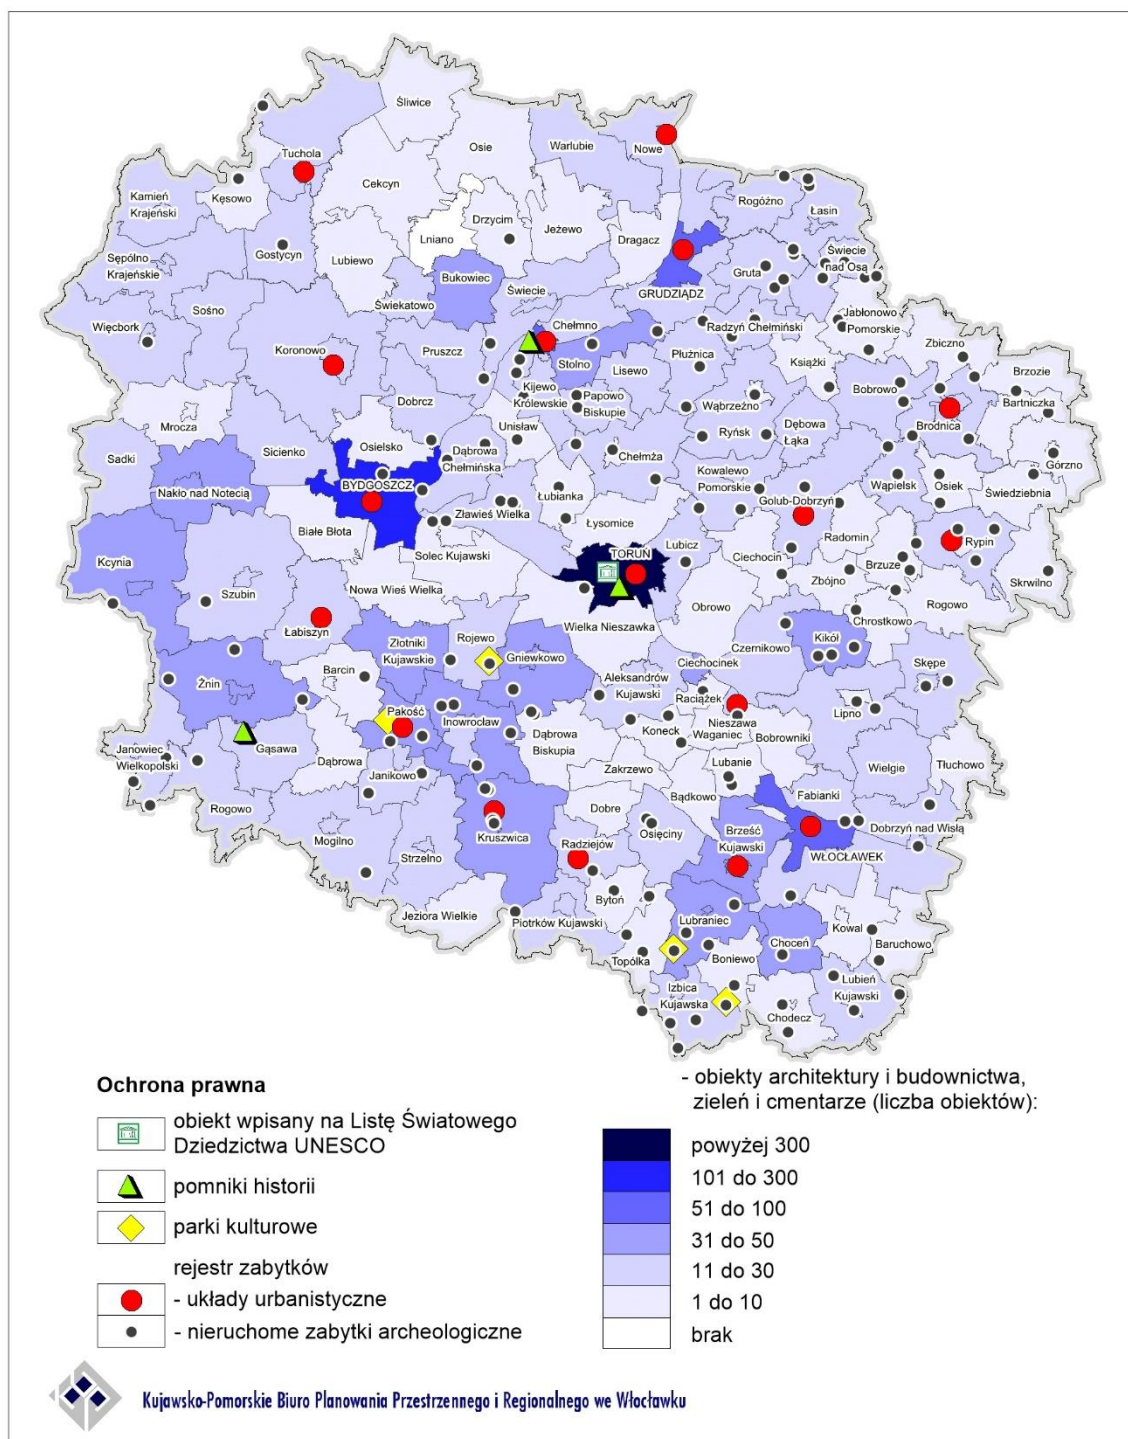 Śliwice
Osie
Warlubie
Nowe
Tuchola
Cekcyn
Kamień
Krajeński
Kęsowo
Rogóźno
Łasin
Drzycim
Jeżewo
Lniano
Dragacz
Gostycyn
Lubiewo
Sępólno
Krajeńskie
Bukowiec
Świecie
nad Osą
Gruta
Świecie
GRUDZIĄDZ
Świekatowo
Sośno
Więcbork
Jabłonowo
Pomorskie
Chełmno
Radzyń Chełmiński
Zbiczno
Koronowo
Pruszcz
Stolno
Płużnica
Książki
Brzozie
Lisewo
Kijewo
Królewskie
Bobrowo
Bartniczka
Papowo
Biskupie
Wąbrzeźno
Dobrcz
Mrocza
Unisław
Ryńsk
Dębowa
Łąka
Brodnica
Osielsko
Sadki
Sicienko
Dąbrowa
Chełmińska
Chełmża
Górzno
Kowalewo
Pomorskie
Wąpielsk
Osiek
BYDGOSZCZ
Nakło nad Notecią
Łubianka
Golub-Dobrzyń
Świedziebnia
Zławieś Wielka
Łysomice
Białe Błota
Radomin
Rypin
Solec Kujawski
TORUŃ
Lubicz
Kcynia
Ciechocin
Brzuze
Zbójno
Skrwilno
Nowa Wieś Wielka
Szubin
Obrowo
Rogowo
Chrostkowo
Łabiszyn
Wielka Nieszawka
Złotniki
Kujawskie
Rojewo
Kikół
Czernikowo
Gniewkowo
Ciechocinek
Skępe
Barcin
Aleksandrów
Kujawski
Żnin
Raciążek
Pakość
Lipno
Inowrocław
Nieszawa
Koneck
Waganiec
Dąbrowa
Biskupia
Bobrowniki
Janowiec
Wielkopolski
Gąsawa
Dąbrowa
Janikowo
Zakrzewo
Lubanie
Tłuchowo
Wielgie
Bądkowo
Fabianki
Rogowo
Dobre
Brześć
Kujawski
Dobrzyń nad Wisłą
Osięciny
Mogilno
Kruszwica
Radziejów
Strzelno
WŁOCŁAWEK
Bytoń
Jeziora Wielkie
Piotrków Kujawski
Lubraniec
Kowal
Choceń
Baruchowo
Topólka
Boniewo
Izbica
Kujawska
Lubień
Kujawski
Chodecz
Ochrona prawna
obiekt wpisany na Listę Światowego
Dziedzictwa UNESCO
pomniki historii
parki kulturowe
rejestr zabytków
- układy urbanistyczne
- nieruchome zabytki archeologiczne
- obiekty architektury i budownictwa,
zieleń i cmentarze (liczba obiektów):
powyżej 300
101 do 300
51 do 100
31 do 50
11 do 30
1 do 10
brak
Kujawsko-Pomorskie Biuro Planowania Przestrzennego i Regionalnego we Włocławku